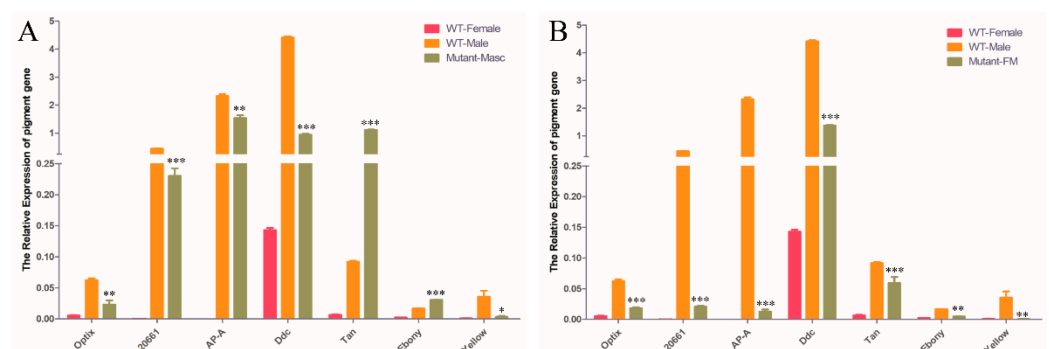 A
The Relative Expression of pigment gene
5
4
3
2
1
0.25
0.20
0.15
0.10
0.05
0.00
WT-Female
WT-Male
Mutant-Masc
** *** ** *** *** *** *
Optix 20661 AP-A Ddc Tan Ebony Yellow
B
The Relative Expression of pigment gene
5
4
3
2
1
0.25
0.20
0.15
0.10
0.05
0.00
WT-Female
WT-Male
Mutant-FM
*** *** *** *** *** ** **
Optix 20661 AP-A Ddc Tan Ebony Yellow